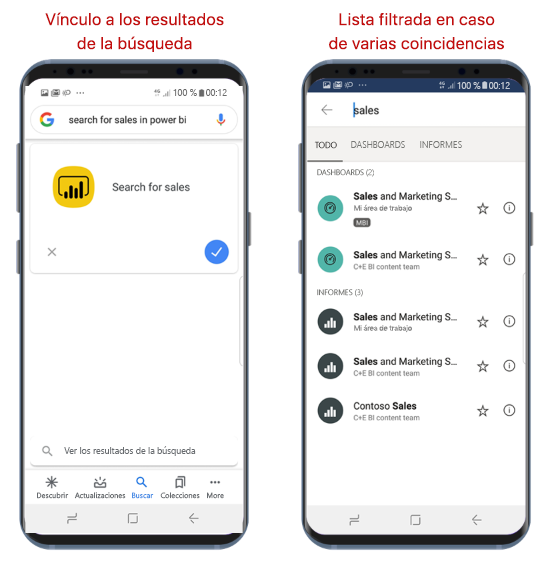 Vínculo a los resultados
de la búsqueda
100 % 00:12
search for sales in power bi
Search for sales
Ver los resultados de la búsqueda
Descubrir Actualizaciones Buscar Colecciones More
Lista filtrada en caso
de varias coincidencias
100 % 00:12
sales
TODO DASHBOARDS INFORMES
DASHBOARDS (2)
Sales and Marketing S...
Mi área de trabajo
MBI
Sales and Marketing S...
C+E BI content team
INFORMES (3)
Sales and Marketing S...
Mi área de trabajo
Sales and Marketing S...
C+E BI content team
Contoso Sales
C+E BI content team